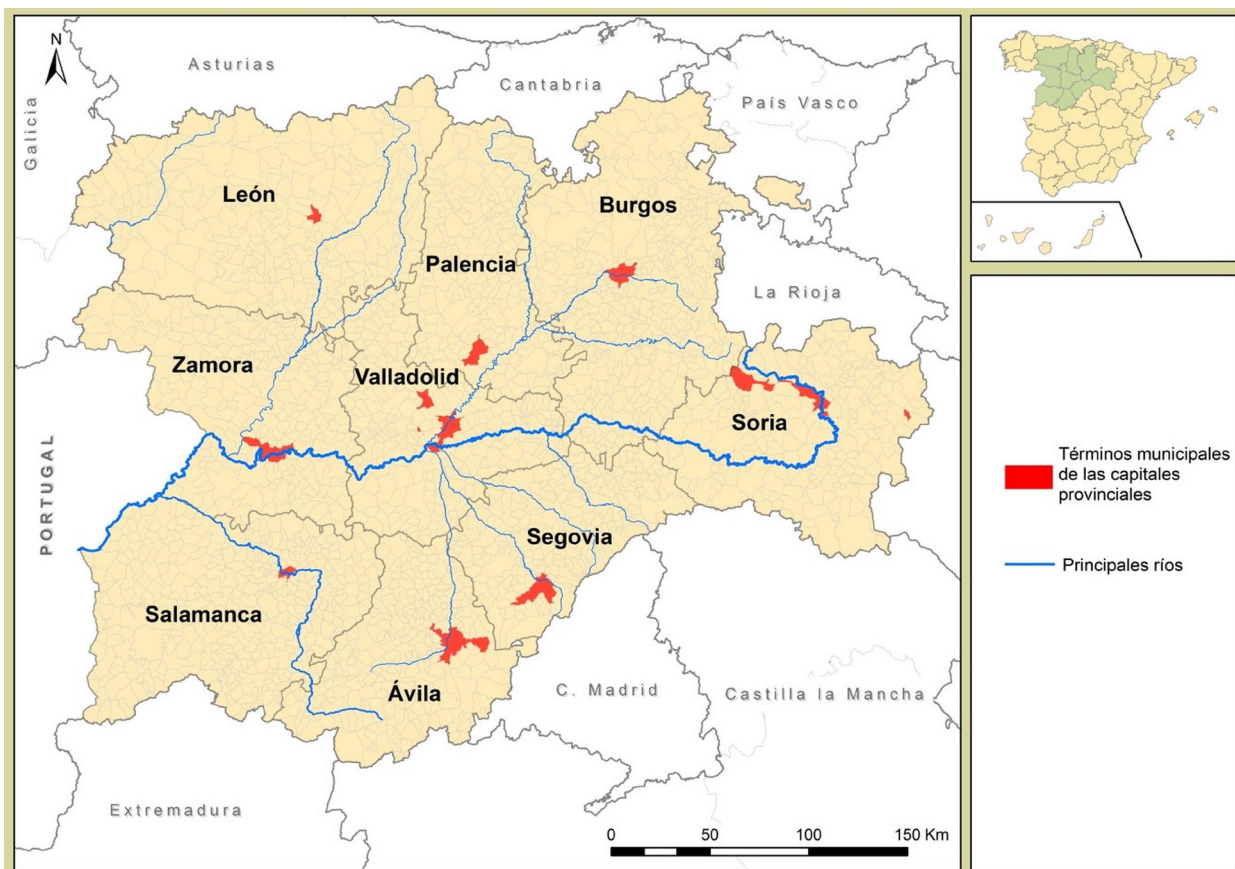 N
Asturias
Cantabria
País Vasco
Galicia
León
Burgos
Palencia
La Rioja
Zamora
Valladolid
Soria
PORTUGAL
Segovia
Salamanca
Ávila
C. Madrid
Castilla la Mancha
Extremadura
0 50 100 150 Km
Términos municipales
de las capitales
provinciales
Principales ríos